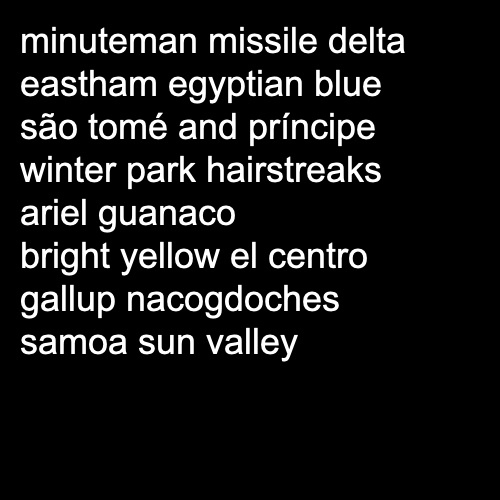 minuteman missile delta
eastham egyptian blue
são tomé and príncipe
winter park hairstreaks
ariel guanaco
bright yellow el centro
gallup nacogdoches
samoa sun valley